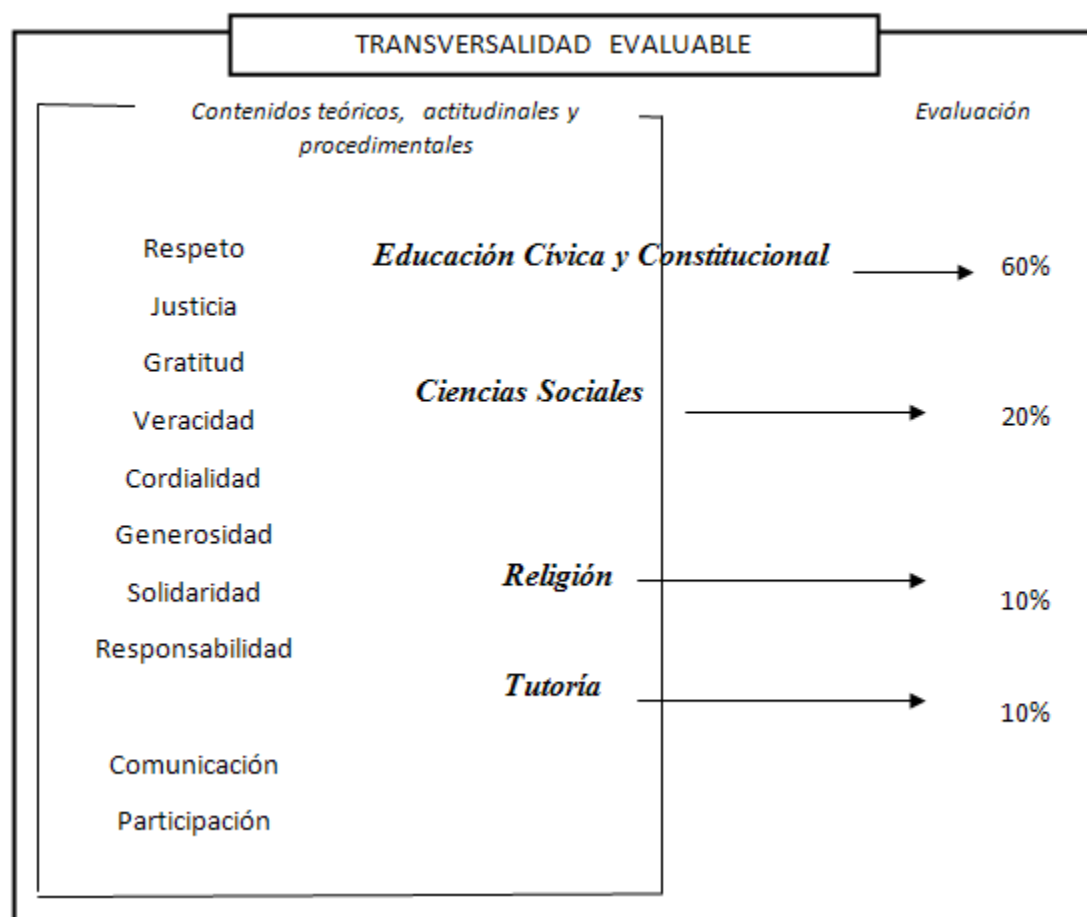 TRANSVERSALIDAD EVALUABLE
Contenidos teóricos, actitudinales y
procedimentales
Evaluación
Respeto
Justicia
Gratitud
Veracidad
Cordialidad
Generosidad
Solidaridad
Responsabilidad
Comunicación
Participación
Educación Cívica y Constitucional
60%
Ciencias Sociales
20%
Religión
10%
Tutoría
10%